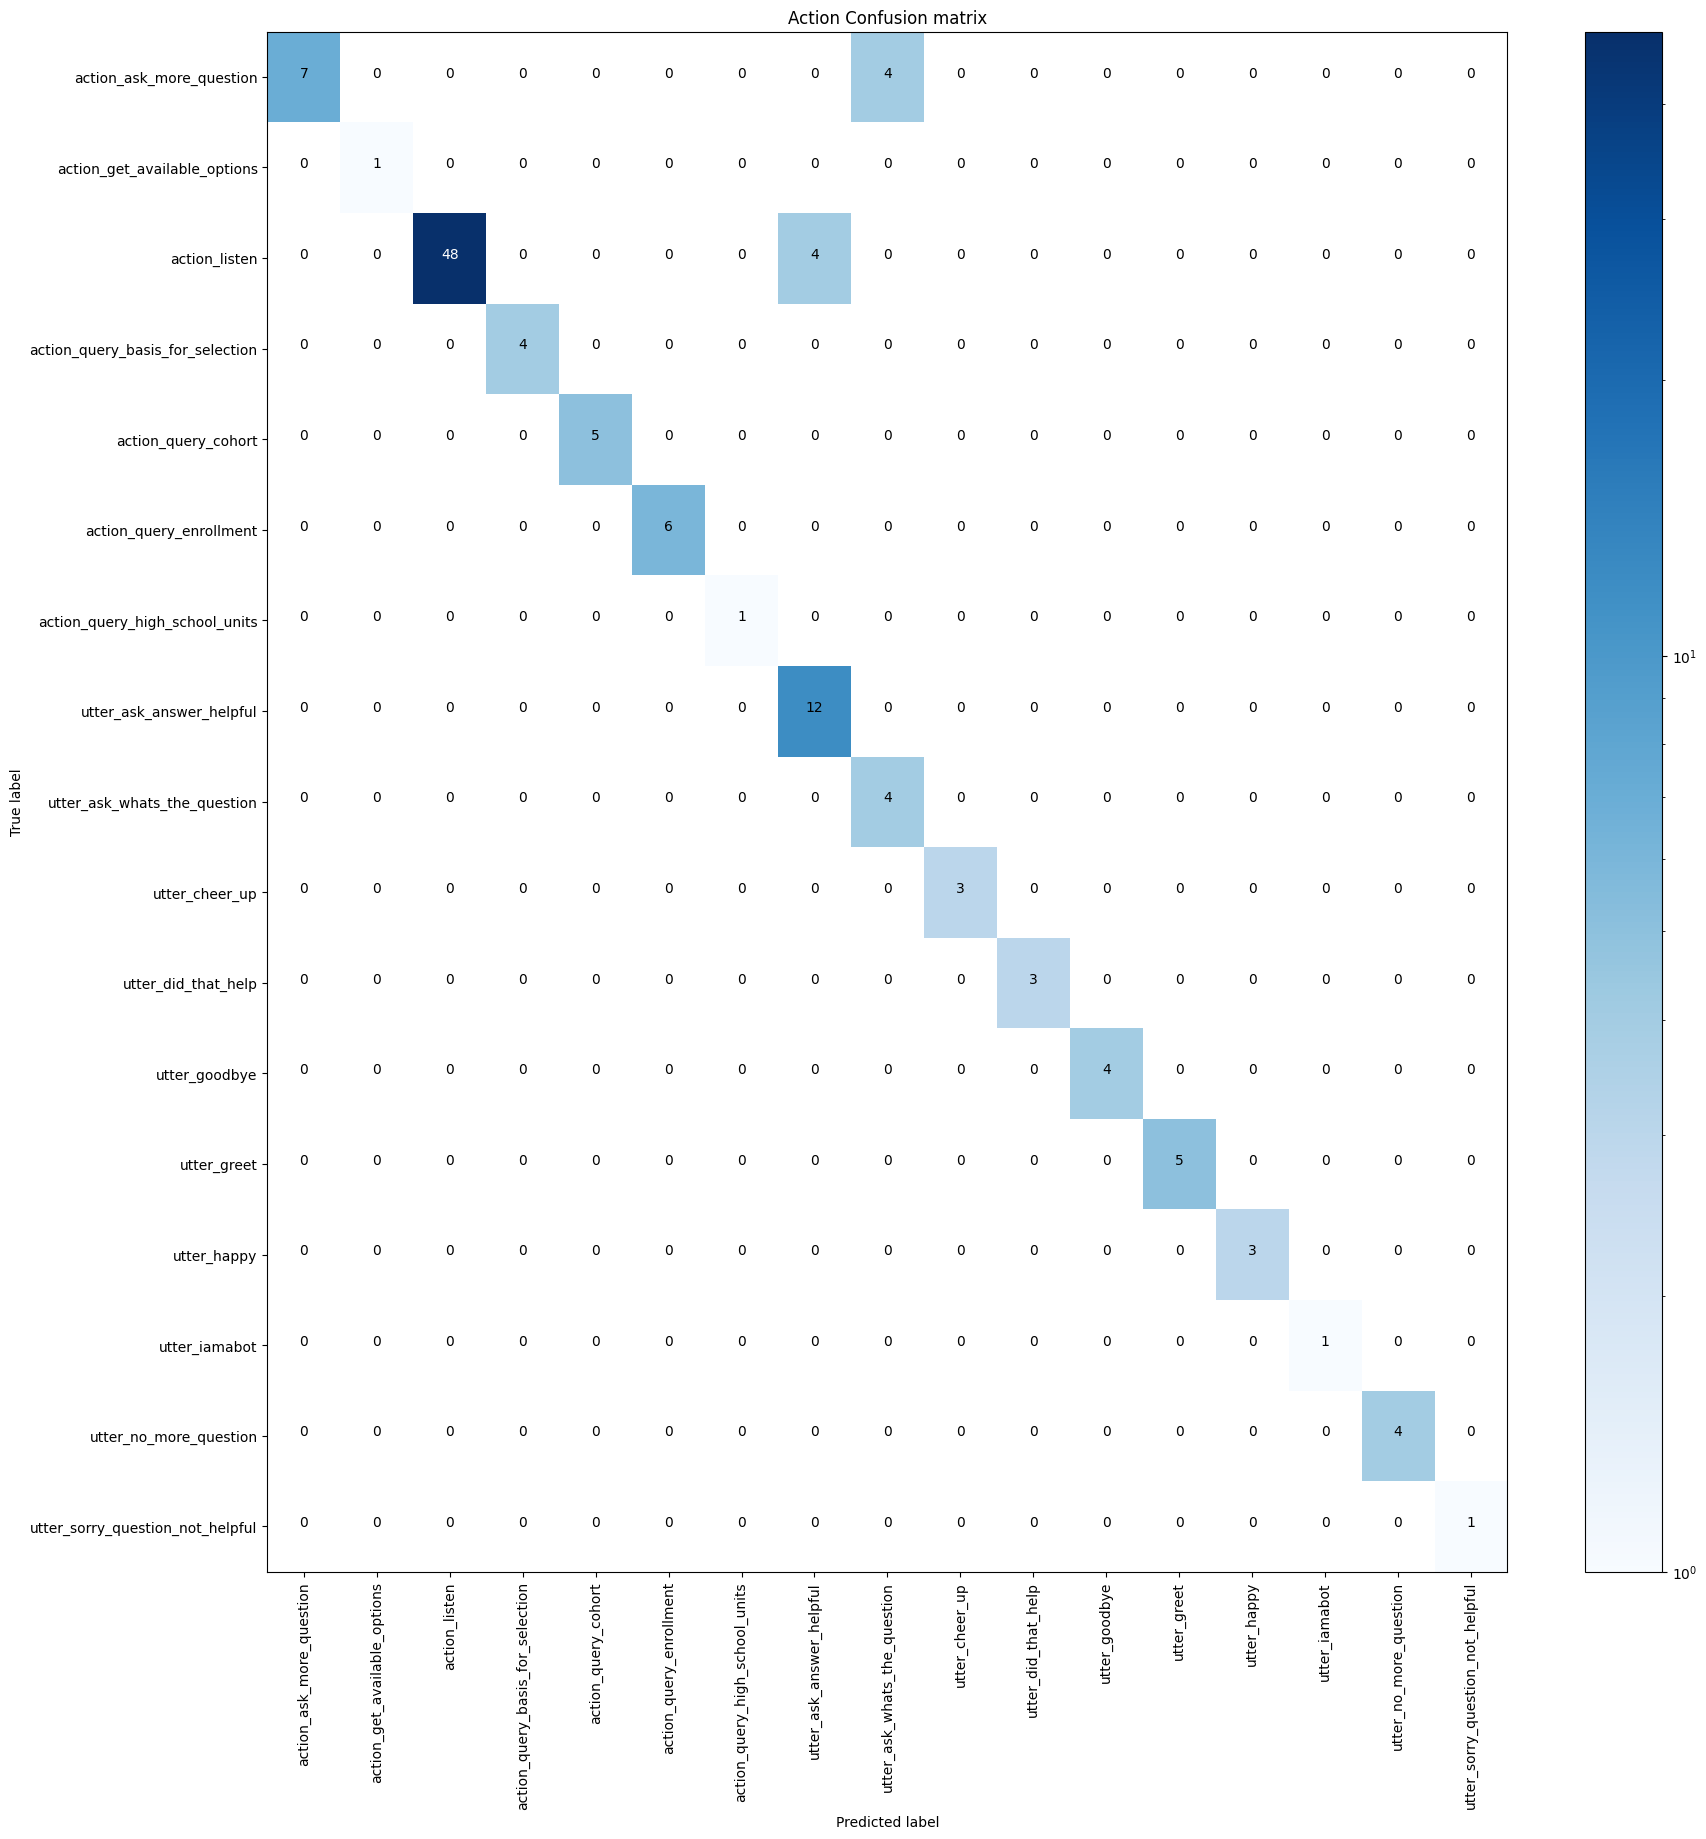 Action Confusion matrix
action_ask_more_question 7 0 0 0 0 0 0 0 4 0 0 0 0 0 0 0 0
action_get_available_options 0 1 0 0 0 0 0 0 0 0 0 0 0 0 0 0 0
action_listen 0 0 48 0 0 0 0 4 0 0 0 0 0 0 0 0 0
action_query_basis_for_selection 0 0 0 4 0 0 0 0 0 0 0 0 0 0 0 0 0
action_query_cohort 0 0 0 0 5 0 0 0 0 0 0 0 0 0 0 0 0
action_query_enrollment 0 0 0 0 0 6 0 0 0 0 0 0 0 0 0 0 0
action_query_high_school_units 0 0 0 0 0 0 1 0 0 0 0 0 0 0 0 0 0
utter_ask_answer_helpful 0 0 0 0 0 0 0 12 0 0 0 0 0 0 0 0 0
utter_ask_whats_the_question 0 0 0 0 0 0 0 0 4 0 0 0 0 0 0 0 0
utter_cheer_up 0 0 0 0 0 0 0 0 0 3 0 0 0 0 0 0 0
utter_did_that_help 0 0 0 0 0 0 0 0 0 0 3 0 0 0 0 0 0
utter_goodbye 0 0 0 0 0 0 0 0 0 0 0 4 0 0 0 0 0
utter_greet 0 0 0 0 0 0 0 0 0 0 0 0 5 0 0 0 0
utter_happy 0 0 0 0 0 0 0 0 0 0 0 0 0 3 0 0 0
utter_iamabot 0 0 0 0 0 0 0 0 0 0 0 0 0 0 1 0 0
utter_no_more_question 0 0 0 0 0 0 0 0 0 0 0 0 0 0 0 4 0
utter_sorry_question_not_helpful 0 0 0 0 0 0 0 0 0 0 0 0 0 0 0 0 1
True label
action_ask_more_question
action_get_available_options
action_listen
action_query_basis_for_selection
action_query_cohort
action_query_enrollment
action_query_high_school_units
utter_ask_answer_helpful
utter_ask_whats_the_question
utter_cheer_up
utter_did_that_help
utter_goodbye
utter_greet
utter_happy
utter_iamabot
utter_no_more_question
utter_sorry_question_not_helpful
Predicted label
10¹
10⁰